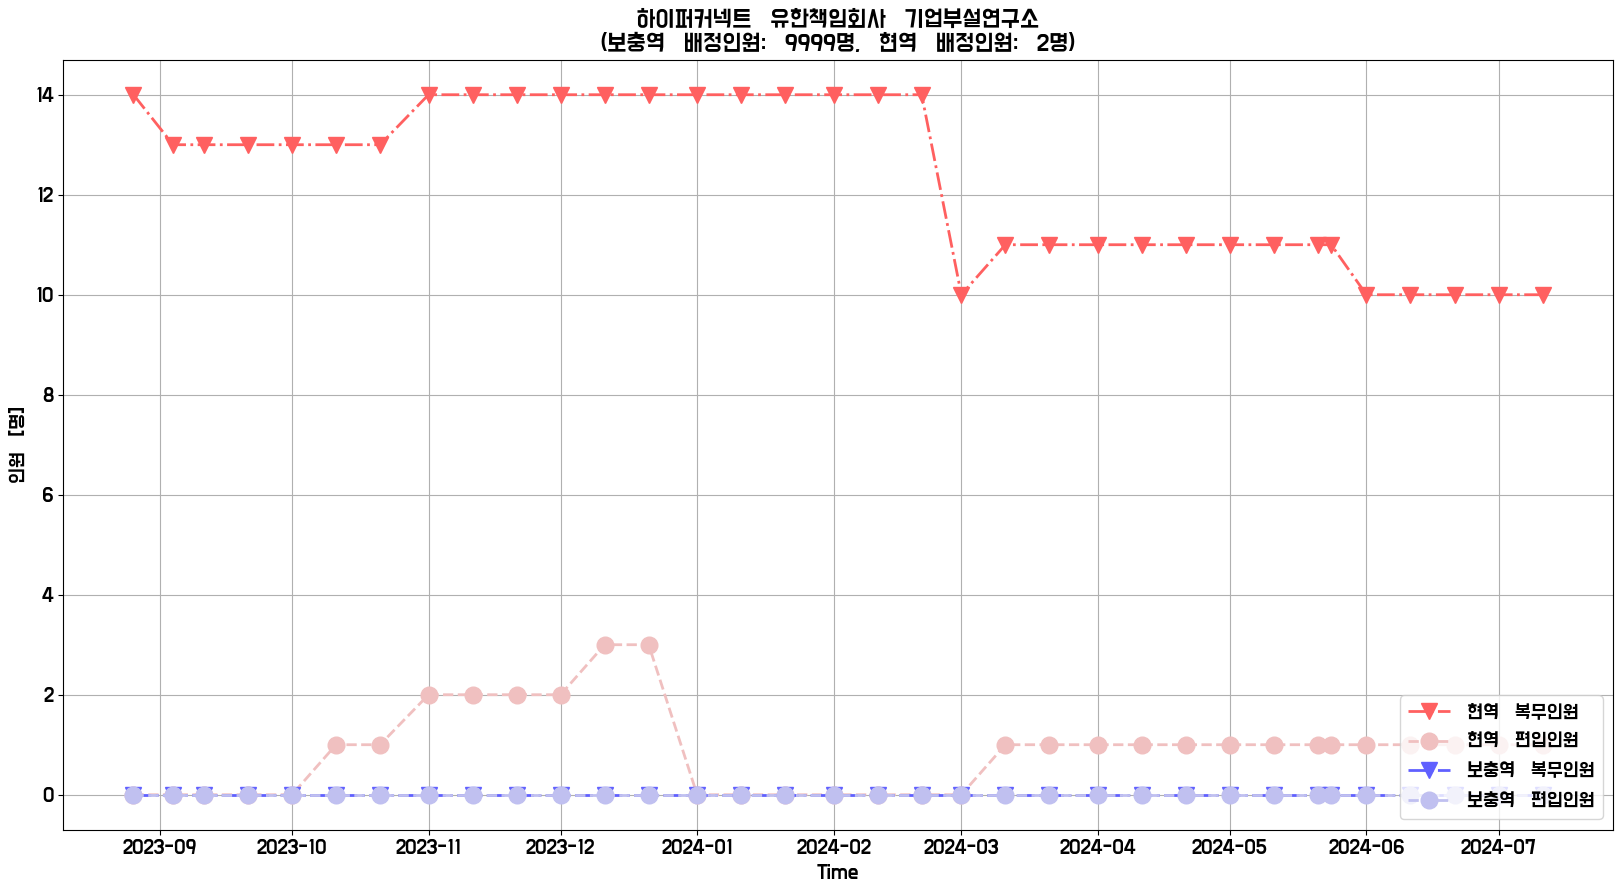 하이퍼커넥트 유한책임회사 기업부설연구소
(보충역 배정인원: 9999명, 현역 배정인원: 2명)
14
12
10
8
6
4
2
0
인원 [명]
현역 복무인원
현역 편입인원
보충역 복무인원
보충역 편입인원
2023-09 2023-10 2023-11 2023-12 2024-01 2024-02 2024-03 2024-04 2024-05 2024-06 2024-07
Time